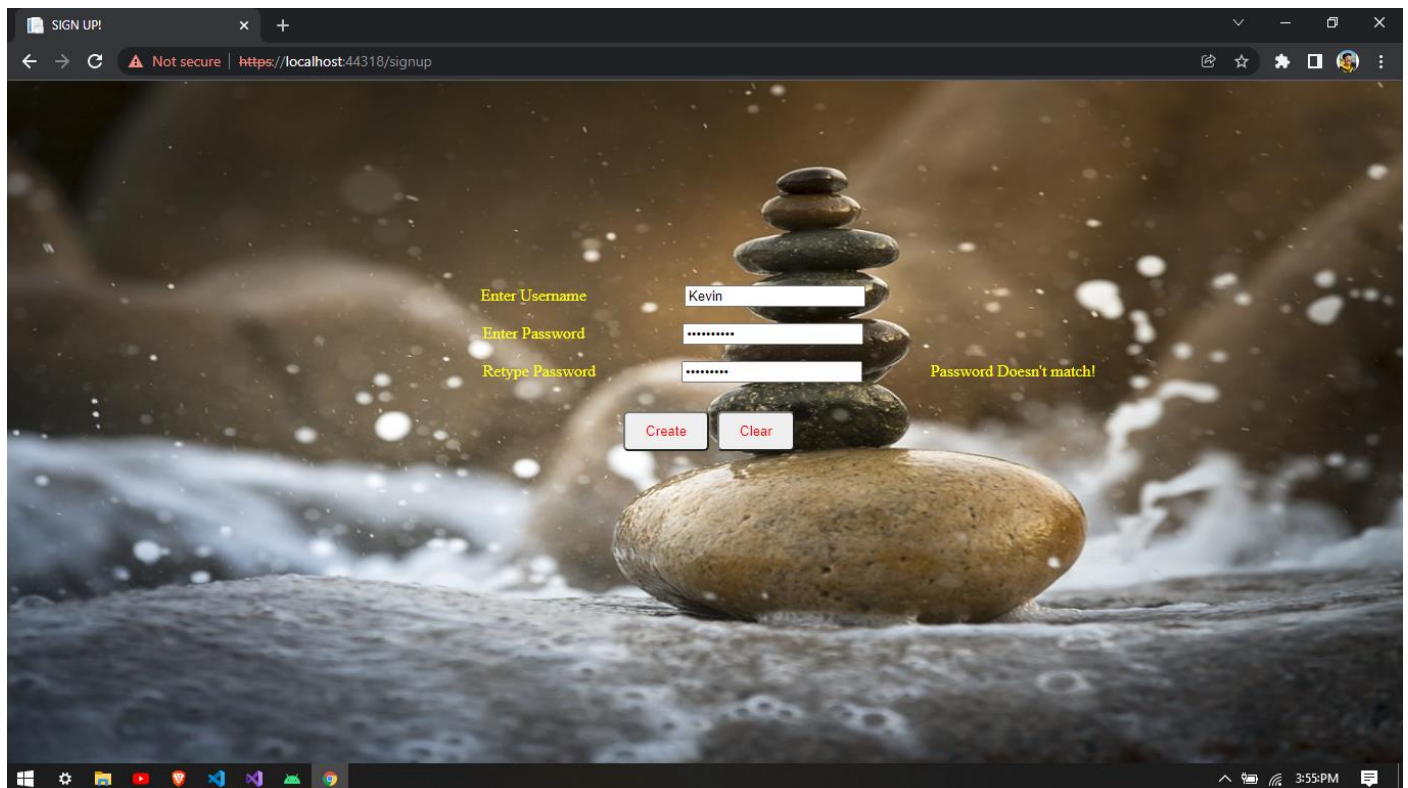 SIGN UP!
Not secure | https://localhost:44318/signup
Enter Username Kevin
Enter Password ••••••••••
Retype Password ••••••••• Password Doesn't match!
Create Clear
3:55:PM